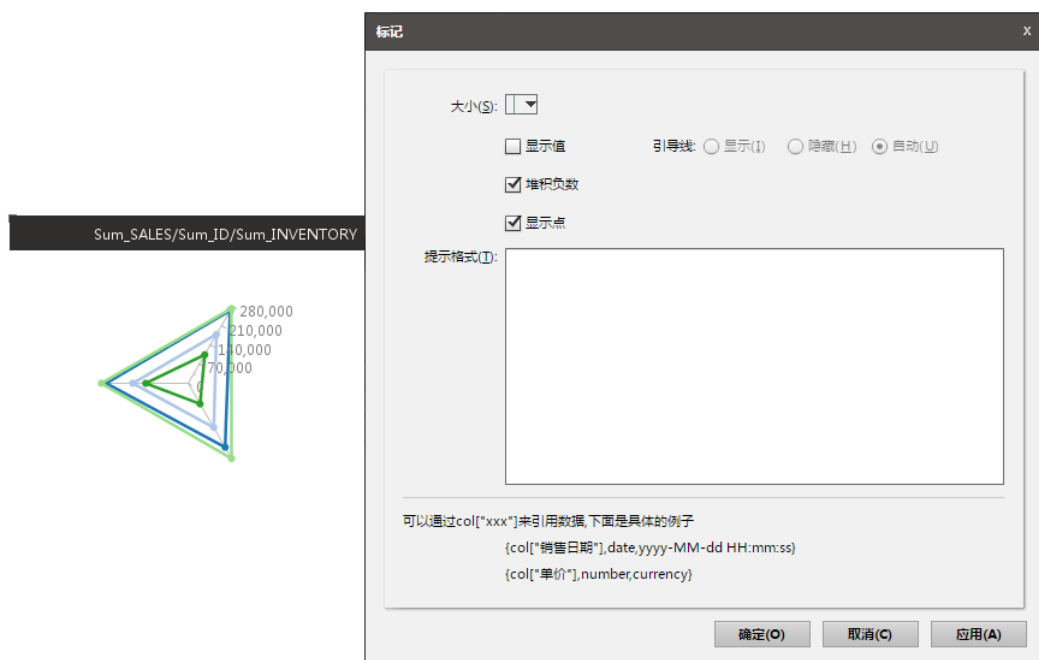 标记
x
大小(S):
显示值
引导线: 显示(I) 隐藏(H) 自动(U)
堆积负数
显示点
Sum_SALES/Sum_ID/Sum_INVENTORY
提示格式(T):
280,000
210,000
140,000
70,000
0
可以通过col["xxx"]来引用数据,下面是具体的例子
{col["销售日期"],date,yyyy-MM-dd HH:mm:ss}
{col["单价"],number,currency}
确定(O) 取消(C) 应用(A)